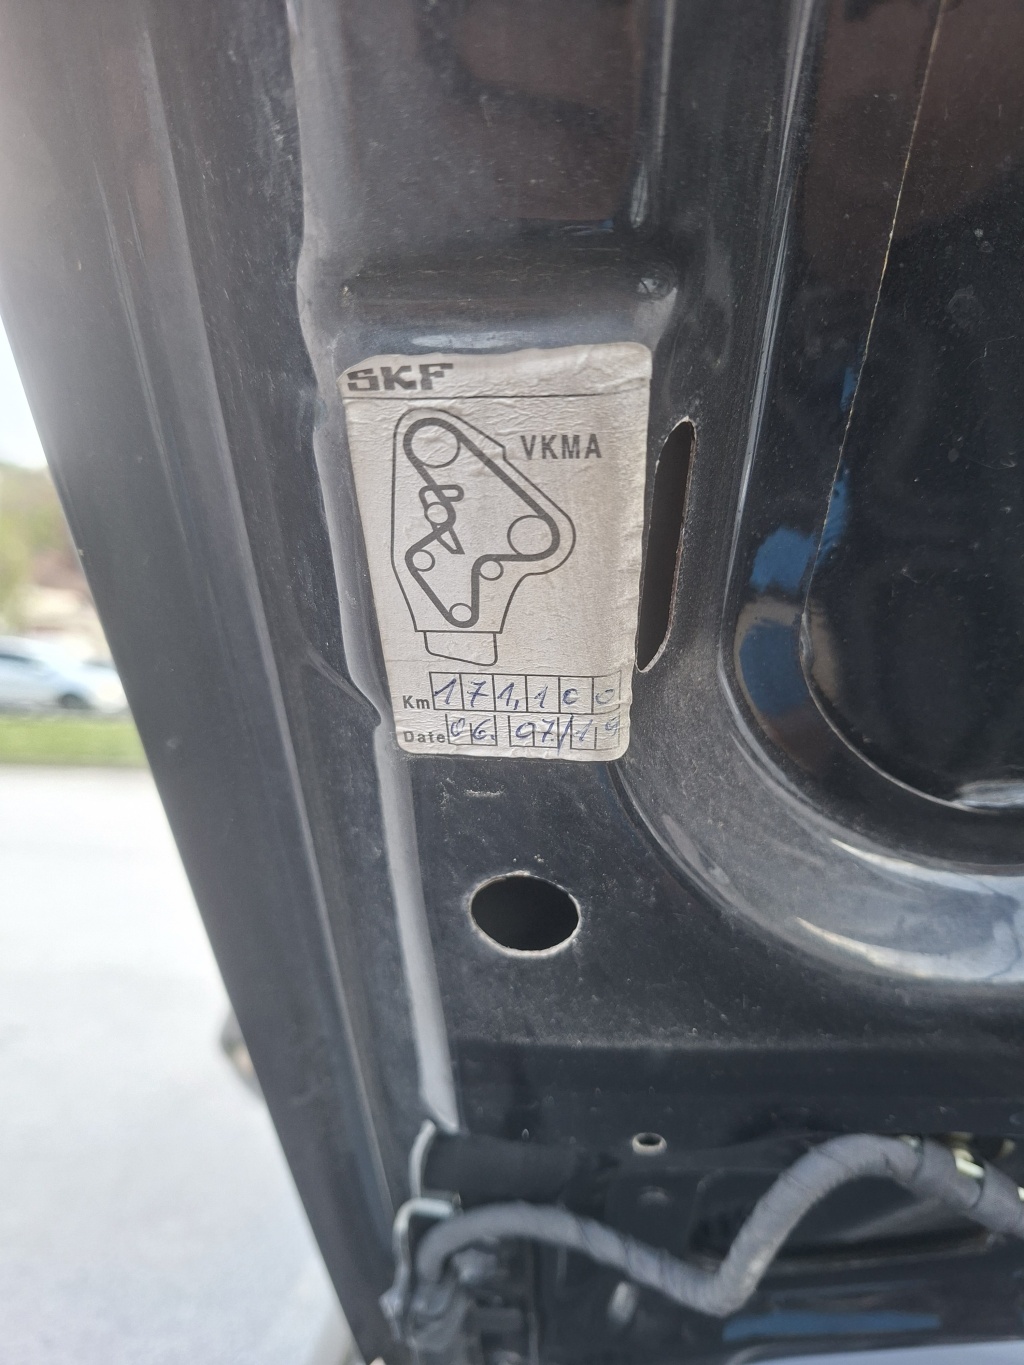 SKF
VKMA
Km 171,100
Date 06.07/19